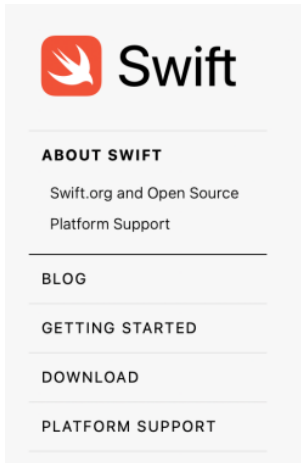 Swift
ABOUT SWIFT
Swift.org and Open Source
Platform Support
BLOG
GETTING STARTED
DOWNLOAD
PLATFORM SUPPORT